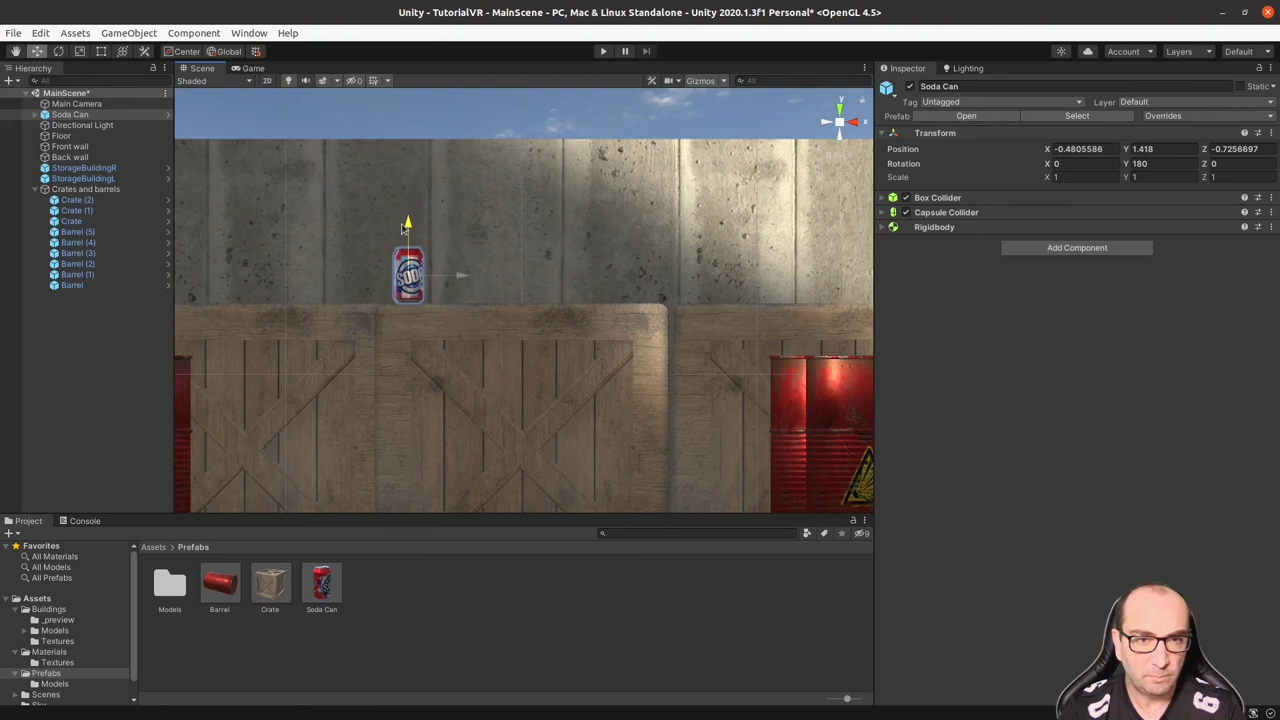 Unity - TutorialVR - MainScene - PC, Mac & Linux Standalone - Unity 2020.1.3f1 Personal* <OpenGL 4.5>
File Edit Assets GameObject Component Window Help
Center Global Account Layers Default
Hierarchy Scene Game Inspector Lighting
All Shaded 2D 0 Gizmos All
Soda Can Static
Tag Untagged Layer Default
Prefab Open Select Overrides
Transform
Position X -0.4805586 Y 1.418 Z -0.7256697
Rotation X 0 Y 180 Z 0
Scale X 1 Y 1 Z 1
Box Collider
Capsule Collider
Rigidbody
Add Component
MainScene*
Main Camera
Soda Can
Directional Light
Floor
Front wall
Back wall
StorageBuildingR
StorageBuildingL
Crates and barrels
Crate (2)
Crate (1)
Crate
Barrel (5)
Barrel (4)
Barrel (3)
Barrel (2)
Barrel (1)
Barrel
y
x
SODA
Project Console
9
Favorites
All Materials
All Models
All Prefabs
Assets
Buildings
_preview
Models
Textures
Materials
Textures
Prefabs
Models
Scenes
Assets > Prefabs
Models Barrel Crate Soda Can